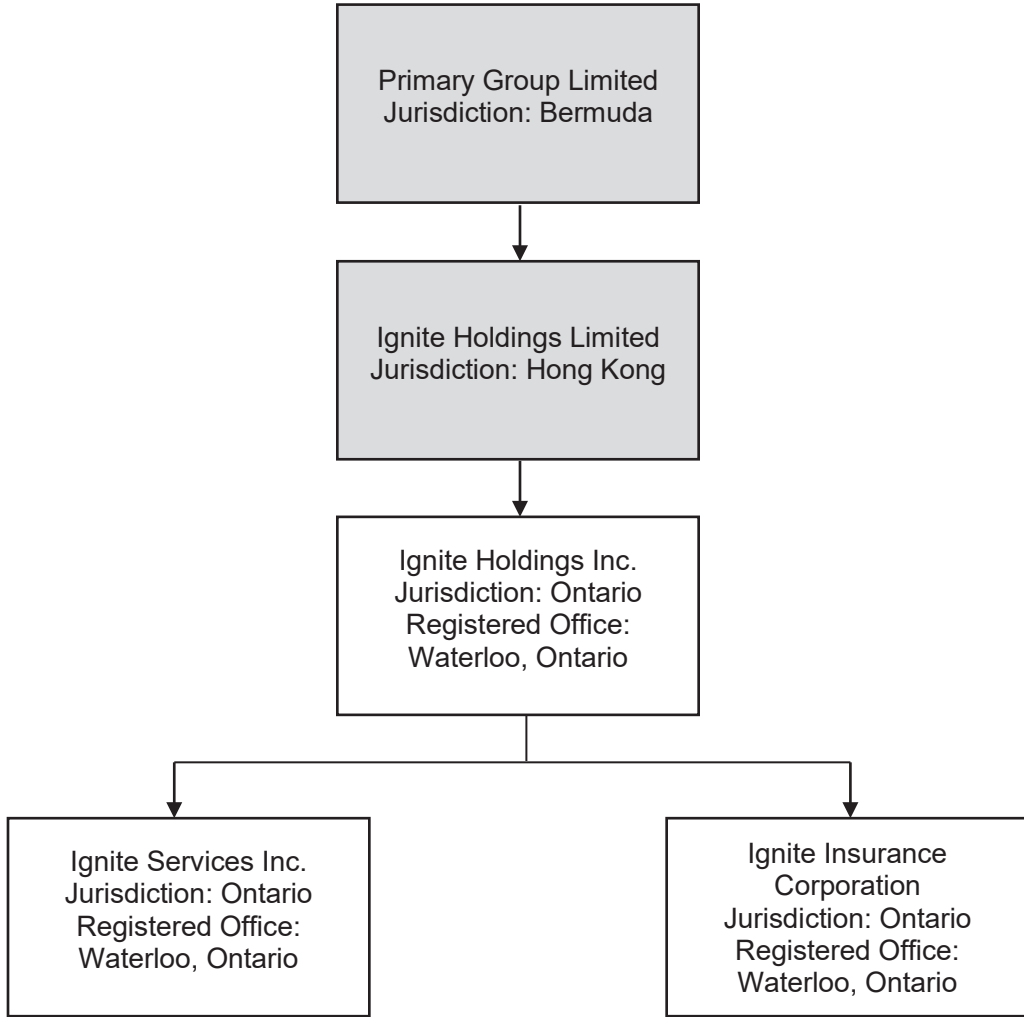 Primary Group Limited
Jurisdiction: Bermuda
Ignite Holdings Limited
Jurisdiction: Hong Kong
Ignite Holdings Inc.
Jurisdiction: Ontario
Registered Office:
Waterloo, Ontario
Ignite Services Inc.
Jurisdiction: Ontario
Registered Office:
Waterloo, Ontario
Ignite Insurance
Corporation
Jurisdiction: Ontario
Registered Office:
Waterloo, Ontario